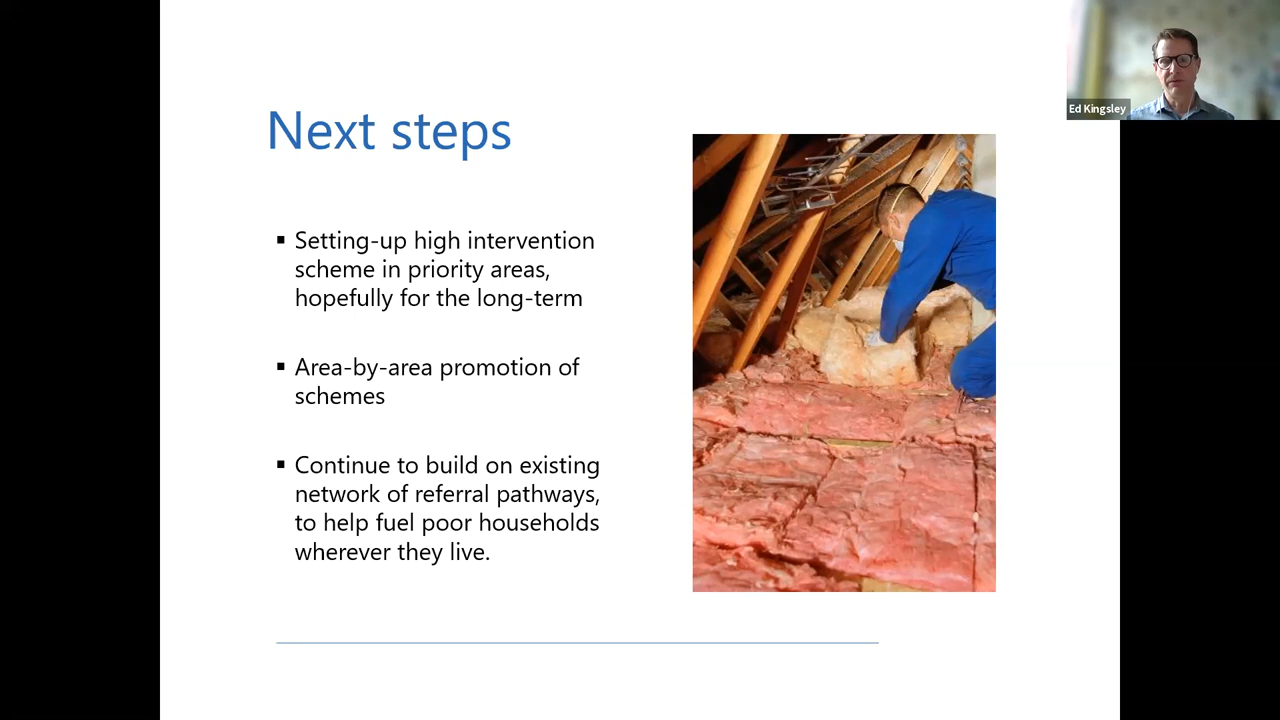 Next steps
▪ Setting-up high intervention
scheme in priority areas,
hopefully for the long-term
▪ Area-by-area promotion of
schemes
▪ Continue to build on existing
network of referral pathways,
to help fuel poor households
wherever they live.
Ed Kingsley